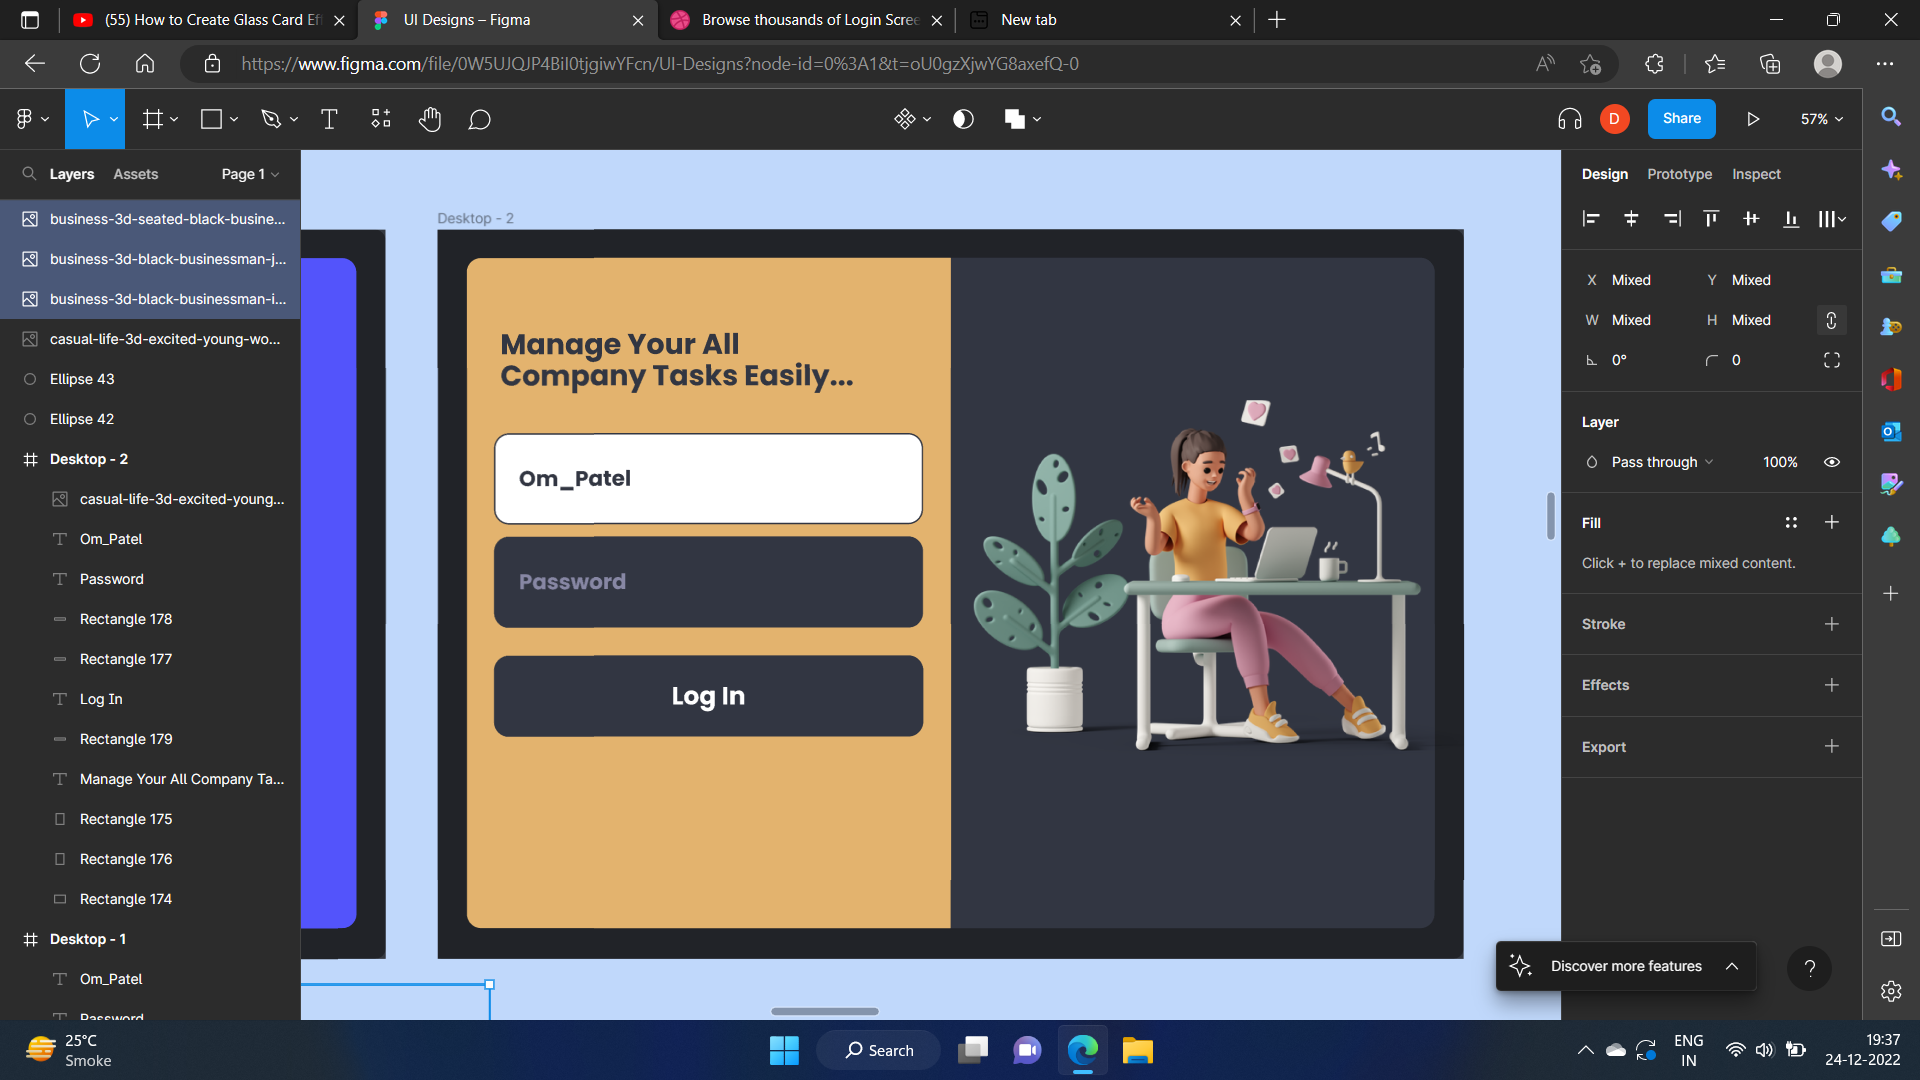 (55) How to Create Glass Card Ef
UI Designs – Figma
Browse thousands of Login Scree
New tab
https://www.figma.com/file/0W5UJQJP4BiI0tjgiwYFcn/UI-Designs?node-id=0%3A1&t=oU0gzXjwYG8axefQ-0
D
Share
57%
Layers
Assets
Page 1
business-3d-seated-black-busine...
business-3d-black-businessman-j...
business-3d-black-businessman-i...
casual-life-3d-excited-young-wo...
Ellipse 43
Ellipse 42
Desktop - 2
casual-life-3d-excited-young...
Om_Patel
Password
Rectangle 178
Rectangle 177
Log In
Rectangle 179
Manage Your All Company Ta...
Rectangle 175
Rectangle 176
Rectangle 174
Desktop - 1
Om_Patel
Password
Desktop - 2
Manage Your All
Company Tasks Easily...
Om_Patel
Password
Log In
Design
Prototype
Inspect
X Mixed
Y Mixed
W Mixed
H Mixed
0°
0
Layer
Pass through
100%
Fill
Click + to replace mixed content.
Stroke
Effects
Export
Discover more features
?
25°C
Smoke
Search
ENG
IN
19:37
24-12-2022